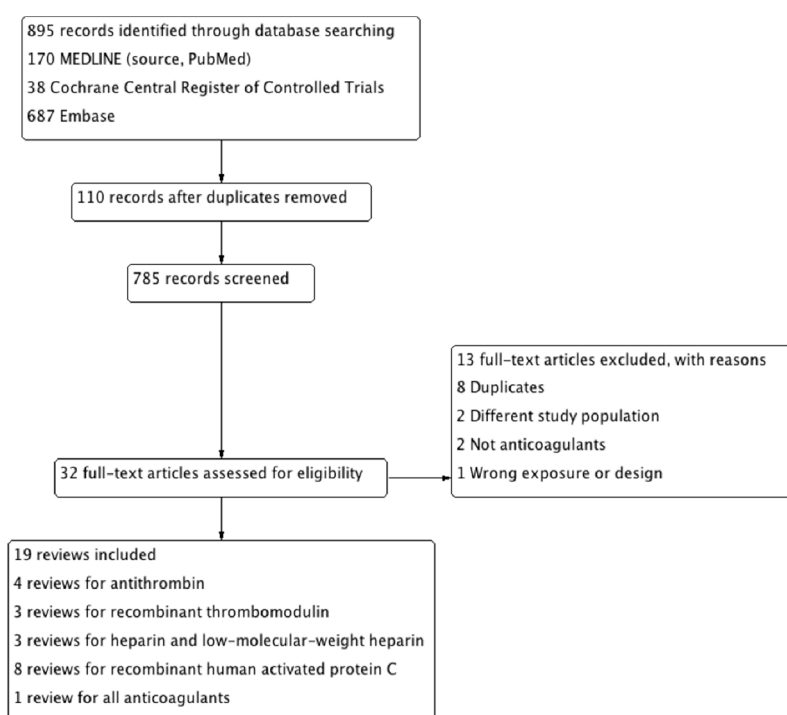 895 records identified through database searching
170 MEDLINE (source, PubMed)
38 Cochrane Central Register of Controlled Trials
687 Embase
110 records after duplicates removed
785 records screened
13 full-text articles excluded, with reasons
8 Duplicates
2 Different study population
2 Not anticoagulants
1 Wrong exposure or design
32 full-text articles assessed for eligibility
19 reviews included
4 reviews for antithrombin
3 reviews for recombinant thrombomodulin
3 reviews for heparin and low-molecular-weight heparin
8 reviews for recombinant human activated protein C
1 review for all anticoagulants